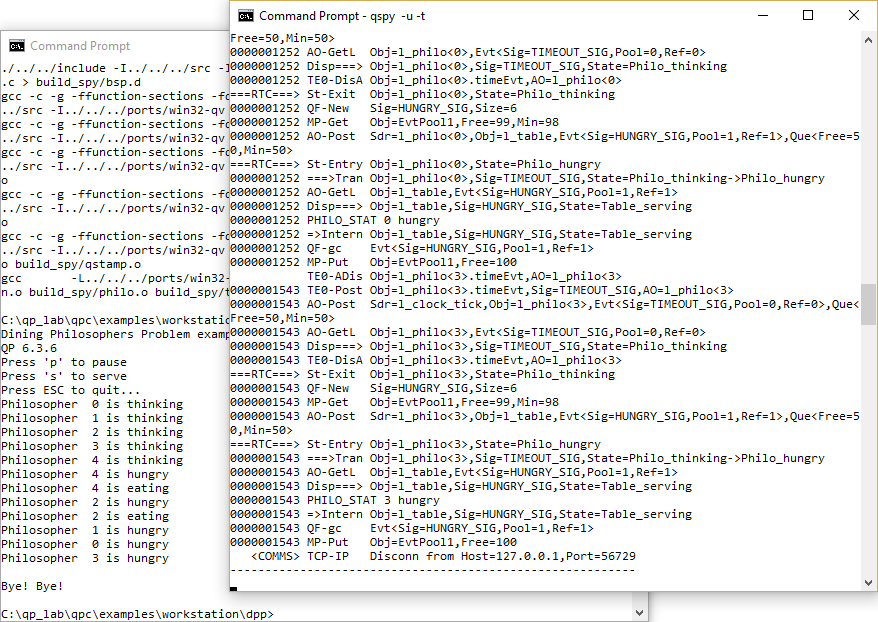 Command Prompt
./../../include -I../../../src -I
.c > build_spy/bsp.d
gcc -c -g -ffunction-sections -fd
../src -I../../../ports/win32-qv
gcc -c -g -ffunction-sections -fd
../src -I../../../ports/win32-qv
gcc -c -g -ffunction-sections -fd
../src -I../../../ports/win32-qv
o
gcc -c -g -ffunction-sections -fd
../src -I../../../ports/win32-qv
o
gcc -c -g -ffunction-sections -fd
../src -I../../../ports/win32-qv
o build_spy/qstamp.o
gcc       -L../../../ports/win32-
n.o build_spy/philo.o build_spy/t
C:\qp_lab\qpc\examples\workstatio
Dining Philosophers Problem examp
QP 6.3.6
Press 'p' to pause
Press 's' to serve
Press ESC to quit...
Philosopher  0 is thinking
Philosopher  1 is thinking
Philosopher  2 is thinking
Philosopher  3 is thinking
Philosopher  4 is thinking
Philosopher  4 is hungry
Philosopher  4 is eating
Philosopher  2 is hungry
Philosopher  2 is eating
Philosopher  1 is hungry
Philosopher  0 is hungry
Philosopher  3 is hungry
Bye! Bye!
C:\qp_lab\qpc\examples\workstation\dpp>
Command Prompt - qspy  -u -t
Free=50,Min=50>
0000001252 AO-GetL  Obj=l_philo<0>,Evt<Sig=TIMEOUT_SIG,Pool=0,Ref=0>
0000001252 Disp===> Obj=l_philo<0>,Sig=TIMEOUT_SIG,State=Philo_thinking
0000001252 TE0-DisA Obj=l_philo<0>.timeEvt,AO=l_philo<0>
===RTC===> St-Exit  Obj=l_philo<0>,State=Philo_thinking
0000001252 QF-New   Sig=HUNGRY_SIG,Size=6
0000001252 MP-Get   Obj=EvtPool1,Free=99,Min=98
0000001252 AO-Post  Sdr=l_philo<0>,Obj=l_table,Evt<Sig=HUNGRY_SIG,Pool=1,Ref=1>,Que<Free=5
0,Min=50>
===RTC===> St-Entry Obj=l_philo<0>,State=Philo_hungry
0000001252 ===>Tran Obj=l_philo<0>,Sig=TIMEOUT_SIG,State=Philo_thinking->Philo_hungry
0000001252 AO-GetL  Obj=l_table,Evt<Sig=HUNGRY_SIG,Pool=1,Ref=1>
0000001252 Disp===> Obj=l_table,Sig=HUNGRY_SIG,State=Table_serving
0000001252 PHILO_STAT 0 hungry
0000001252 =>Intern Obj=l_table,Sig=HUNGRY_SIG,State=Table_serving
0000001252 QF-gc    Evt<Sig=HUNGRY_SIG,Pool=1,Ref=1>
0000001252 MP-Put   Obj=EvtPool1,Free=100
           TE0-ADis Obj=l_philo<3>.timeEvt,AO=l_philo<3>
0000001543 TE0-Post Obj=l_philo<3>.timeEvt,Sig=TIMEOUT_SIG,AO=l_philo<3>
0000001543 AO-Post  Sdr=l_clock_tick,Obj=l_philo<3>,Evt<Sig=TIMEOUT_SIG,Pool=0,Ref=0>,Que<
Free=50,Min=50>
0000001543 AO-GetL  Obj=l_philo<3>,Evt<Sig=TIMEOUT_SIG,Pool=0,Ref=0>
0000001543 Disp===> Obj=l_philo<3>,Sig=TIMEOUT_SIG,State=Philo_thinking
0000001543 TE0-DisA Obj=l_philo<3>.timeEvt,AO=l_philo<3>
===RTC===> St-Exit  Obj=l_philo<3>,State=Philo_thinking
0000001543 QF-New   Sig=HUNGRY_SIG,Size=6
0000001543 MP-Get   Obj=EvtPool1,Free=99,Min=98
0000001543 AO-Post  Sdr=l_philo<3>,Obj=l_table,Evt<Sig=HUNGRY_SIG,Pool=1,Ref=1>,Que<Free=5
0,Min=50>
===RTC===> St-Entry Obj=l_philo<3>,State=Philo_hungry
0000001543 ===>Tran Obj=l_philo<3>,Sig=TIMEOUT_SIG,State=Philo_thinking->Philo_hungry
0000001543 AO-GetL  Obj=l_table,Evt<Sig=HUNGRY_SIG,Pool=1,Ref=1>
0000001543 Disp===> Obj=l_table,Sig=HUNGRY_SIG,State=Table_serving
0000001543 PHILO_STAT 3 hungry
0000001543 =>Intern Obj=l_table,Sig=HUNGRY_SIG,State=Table_serving
0000001543 QF-gc    Evt<Sig=HUNGRY_SIG,Pool=1,Ref=1>
0000001543 MP-Put   Obj=EvtPool1,Free=100
   <COMMS> TCP-IP   Disconn from Host=127.0.0.1,Port=56729
----------------------------------------------------------